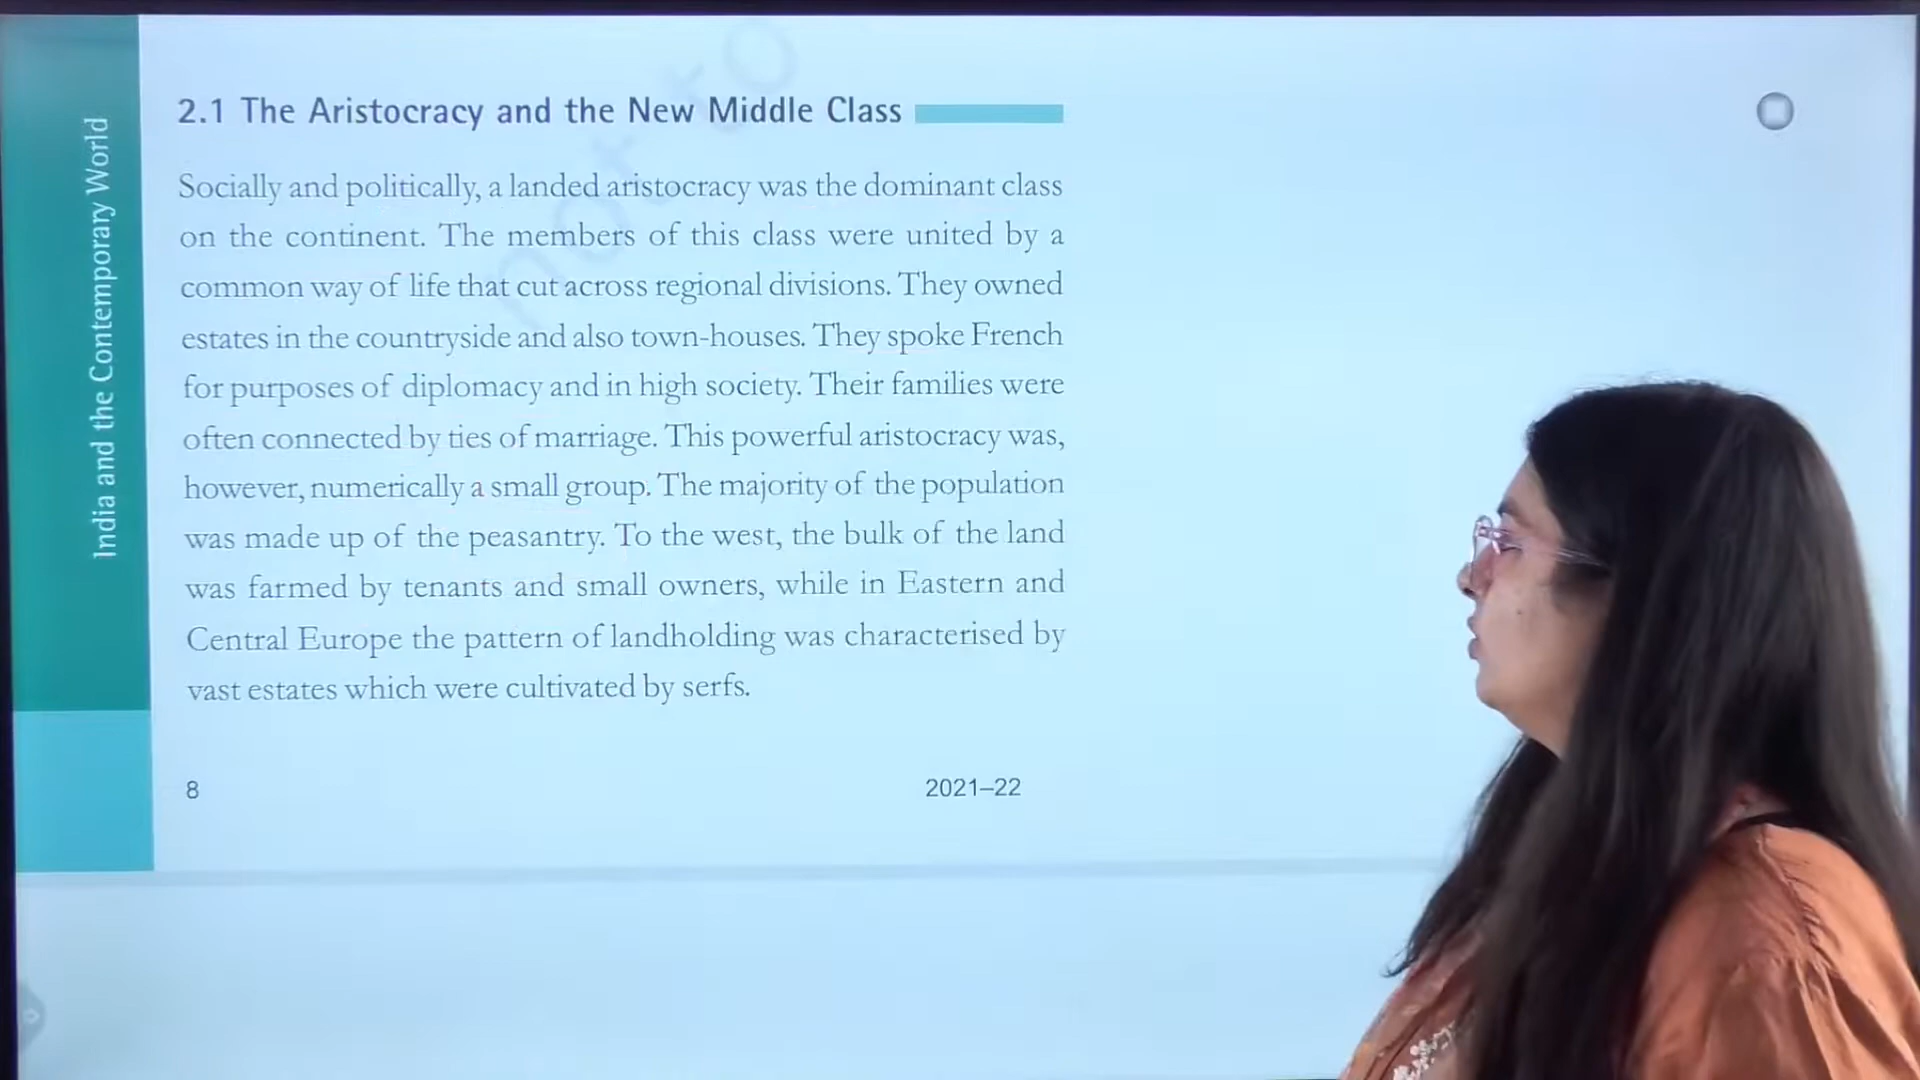 2.1 The Aristocracy and the New Middle Class
Socially and politically, a landed aristocracy was the dominant class
on the continent. The members of this class were united by a
common way of life that cut across regional divisions. They owned
estates in the countryside and also town-houses. They spoke French
for purposes of diplomacy and in high society. Their families were
often connected by ties of marriage. This powerful aristocracy was,
however, numerically a small group. The majority of the population
was made up of the peasantry. To the west, the bulk of the land
was farmed by tenants and small owners, while in Eastern and
Central Europe the pattern of landholding was characterised by
vast estates which were cultivated by serfs.
India and the Contemporary World
8
2021–22
not to